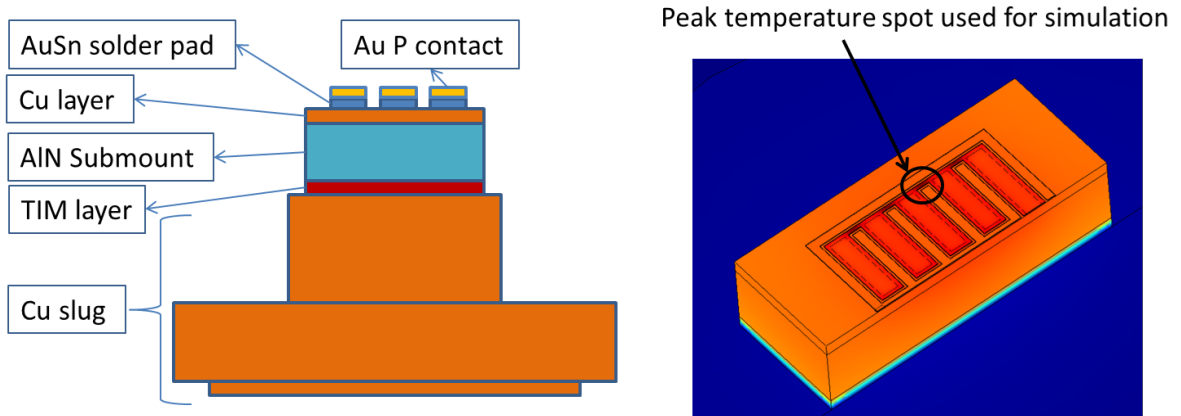 AuSn solder pad
Au P contact
Cu layer
AlN Submount
TIM layer
Cu slug
Peak temperature spot used for simulation